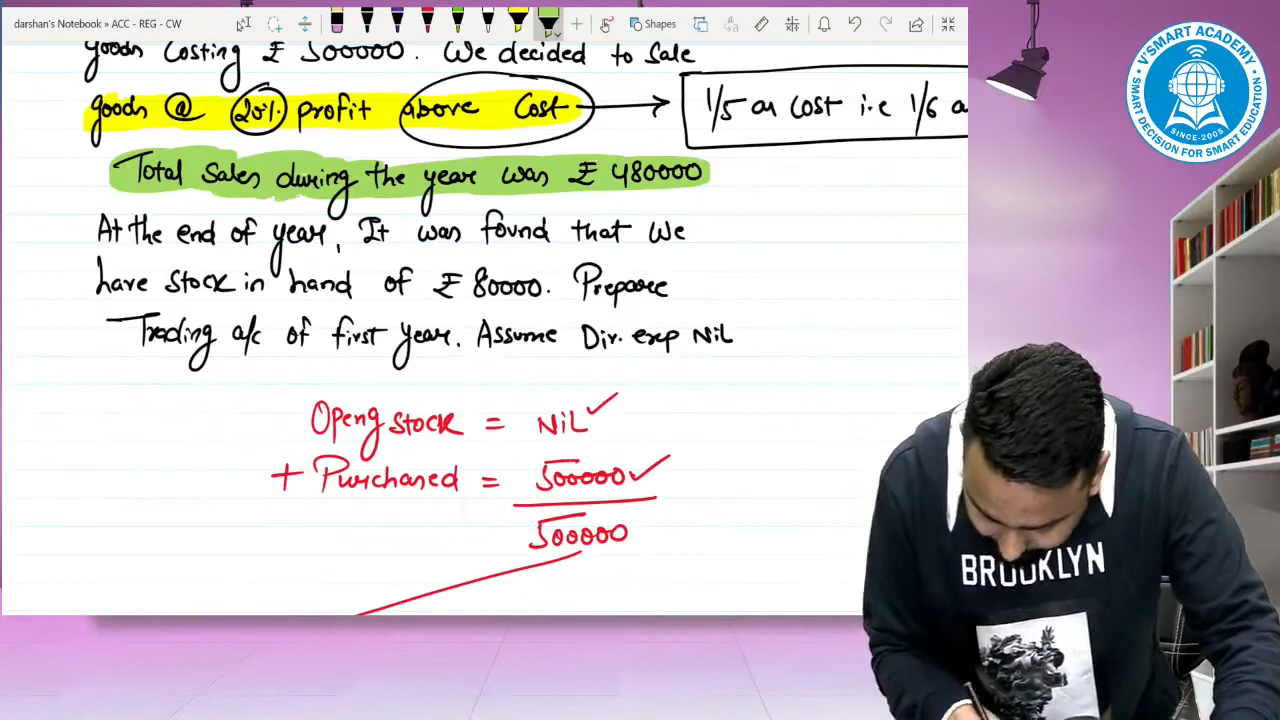 darshan's Notebook » ACC - REG - CW
Shapes
goods costing ₹ 500000. We decided to Sale
goods @ 20% profit above Cost → 1/5 on cost i.e 1/6 o
Total Sales during the year was ₹ 480000
At the end of year, It was found that We
have stock in hand of ₹ 80000. Prepare
Trading a/c of first year. Assume Dir. exp Nil
Openg stock = Nil ✓
+ Purchased = 500000 ✓
500000
V'SMART ACADEMY
SMART DECISION FOR SMART EDUCATION
SINCE-2005
BROOKLYN